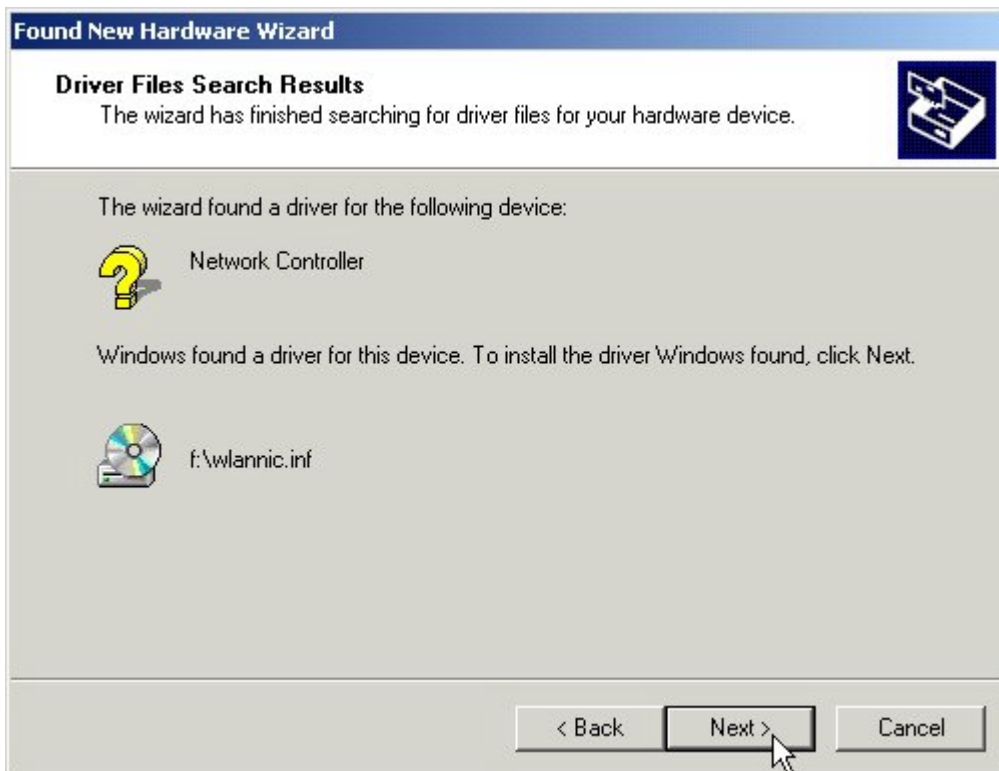 Found New Hardware Wizard
Driver Files Search Results
The wizard has finished searching for driver files for your hardware device.
The wizard found a driver for the following device:
Network Controller
Windows found a driver for this device. To install the driver Windows found, click Next.
f:\wlannic.inf
< Back Next > Cancel